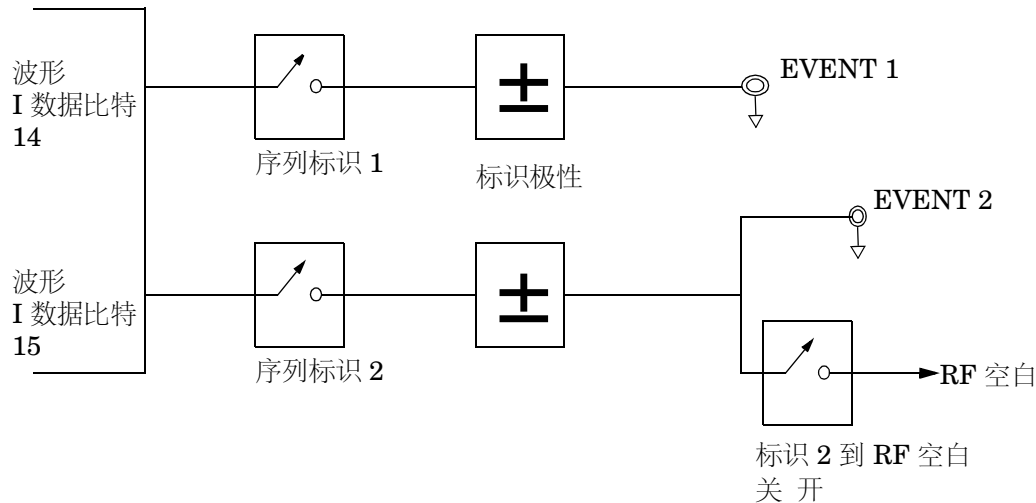 波形
I 数据比特
14
序列标识 1
标识极性
EVENT 1
波形
I 数据比特
15
序列标识 2
EVENT 2
RF 空白
标识 2 到 RF 空白
关 开